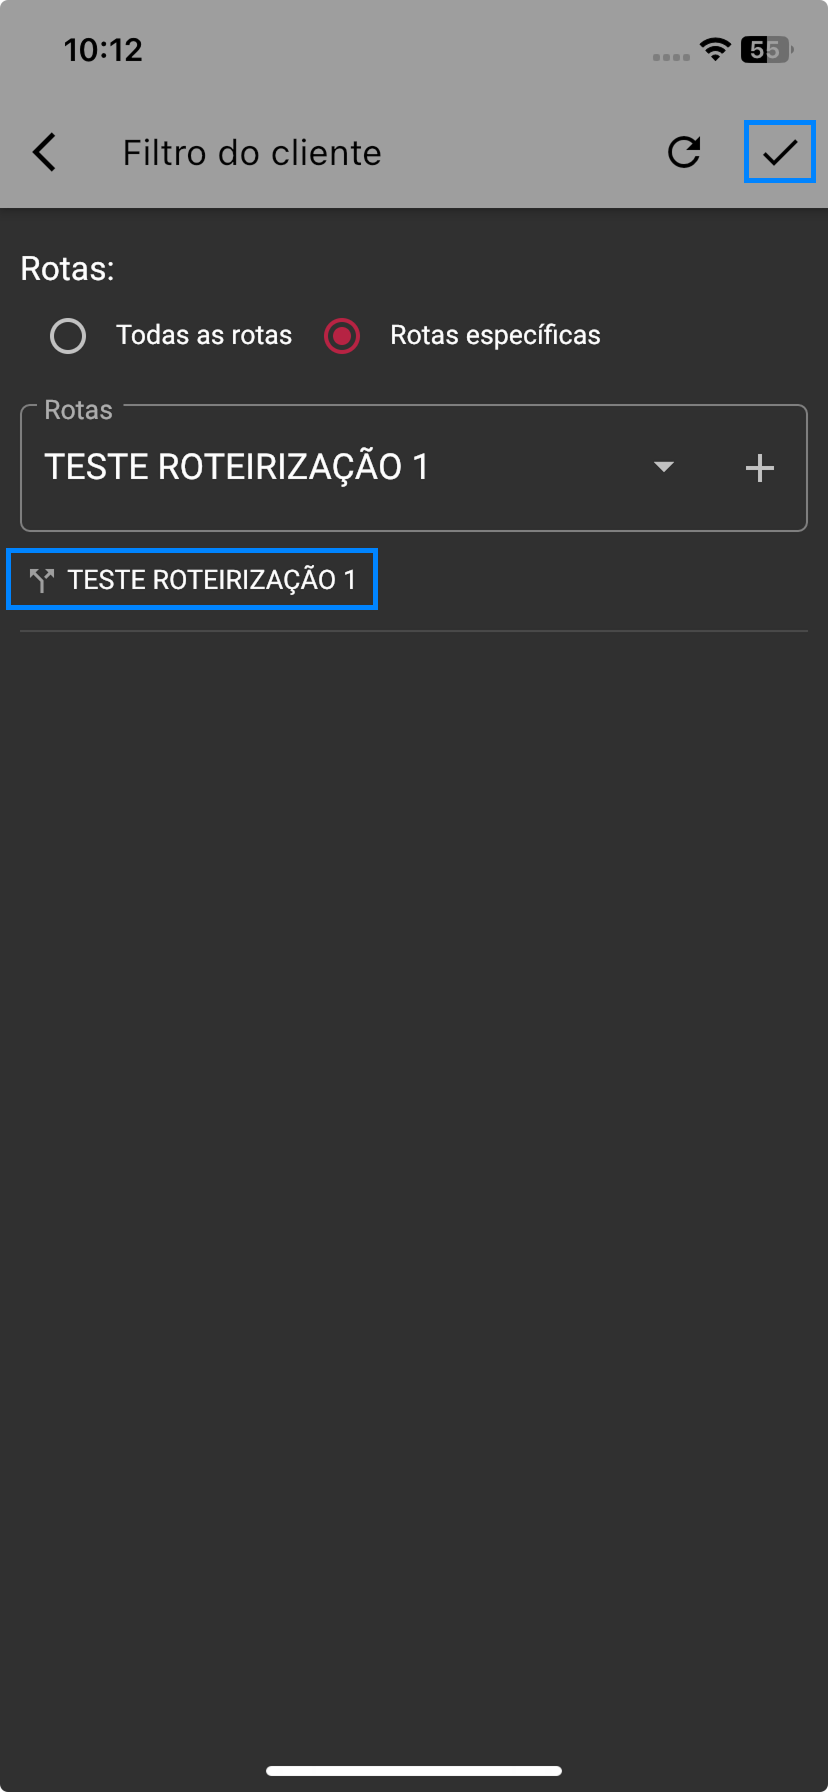 10:12
55
Filtro do cliente
Rotas:
Todas as rotas
Rotas específicas
Rotas
TESTE ROTEIRIZAÇÃO 1
TESTE ROTEIRIZAÇÃO 1